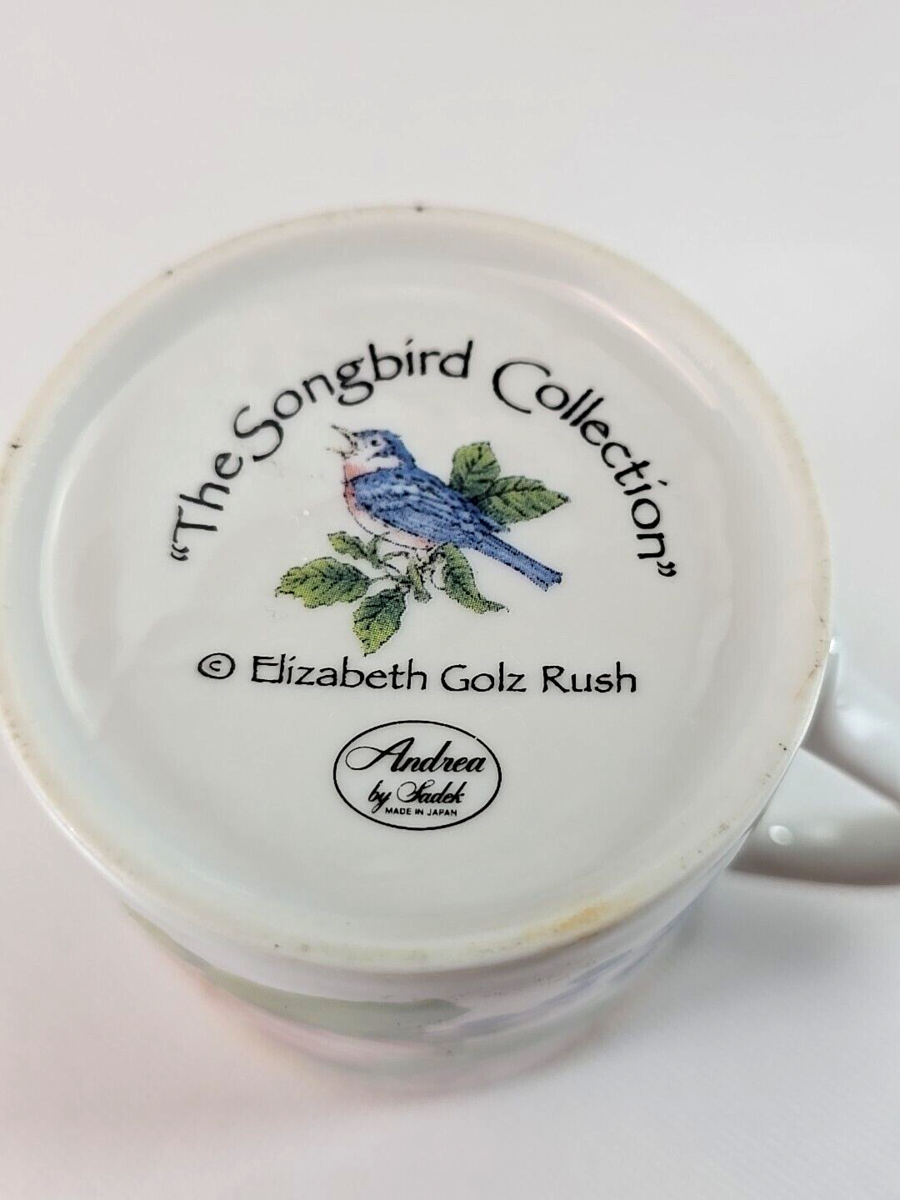 “The Songbird Collection”
© Elizabeth Golz Rush
Andrea
by Sadek
MADE IN JAPAN